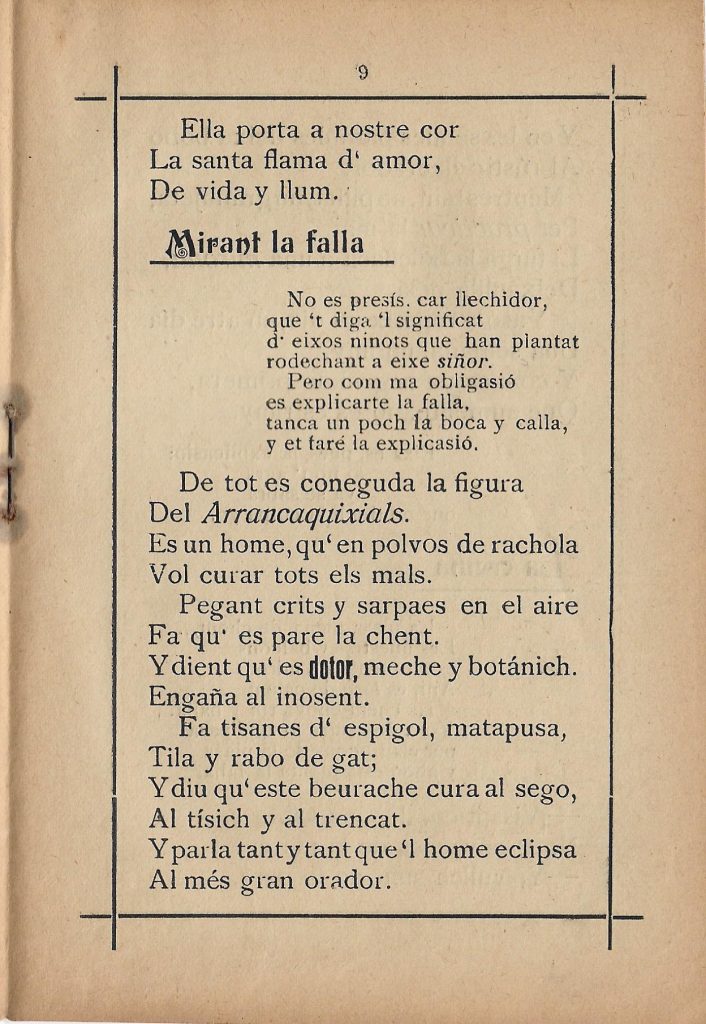 9
Ella porta a nostre cor
La santa flama d‘ amor,
De vida y llum.
Mirant la falla
No es presís. car llechidor,
que ‘t diga ‘l significat
d‘ eixos ninots que han plantat
rodechant a eixe siñor.
Pero com ma obligasió
es explicarte la falla,
tanca un poch la boca y calla,
y et faré la explicasió.
De tot es coneguda la figura
Del Arrancaquixials.
Es un home, qu‘ en polvos de rachola
Vol curar tots els mals.
Pegant crits y sarpaes en el aire
Fa qu‘ es pare la chent.
Y dient qu‘ es dotor, meche y botánich.
Engaña al inosent.
Fa tisanes d‘ espigol, matapusa,
Tila y rabo de gat;
Y diu qu‘ este beurache cura al sego,
Al tísich y al trencat.
Y parla tant y tant que ‘l home eclipsa
Al més gran orador.